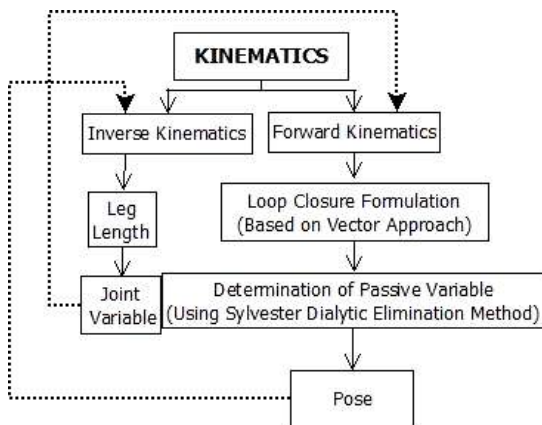 KINEMATICS
Inverse Kinematics
Forward Kinematics
Leg
Length
Loop Closure Formulation
(Based on Vector Approach)
Joint
Variable
Determination of Passive Variable
(Using Sylvester Dialytic Elimination Method)
Pose